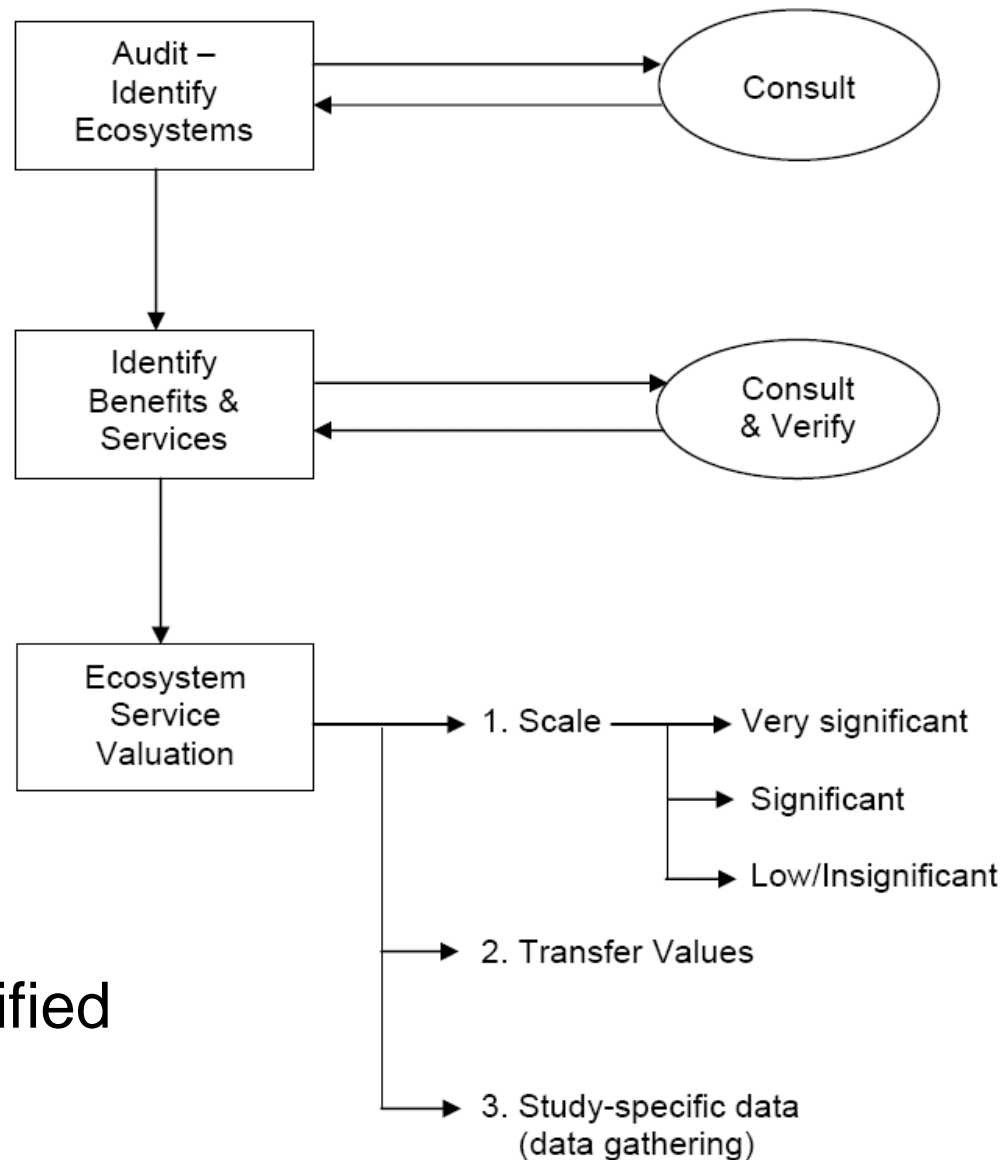 Audit –
Identify
Ecosystems
Consult
Identify
Benefits &
Services
Consult
& Verify
Ecosystem
Service
Valuation
1. Scale
Very significant
Significant
Low/Insignificant
2. Transfer Values
ified
3. Study-specific data
(data gathering)